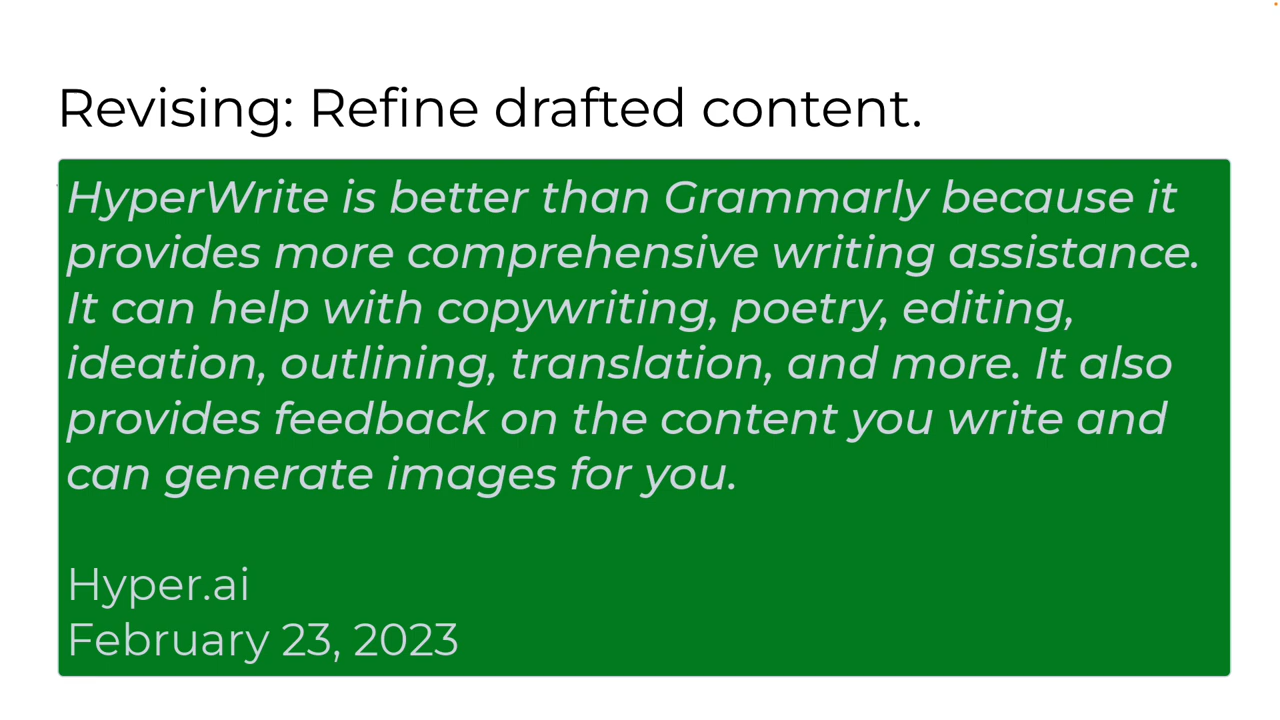 Revising: Refine drafted content.
HyperWrite is better than Grammarly because it
provides more comprehensive writing assistance.
It can help with copywriting, poetry, editing,
ideation, outlining, translation, and more. It also
provides feedback on the content you write and
can generate images for you.
Hyper.ai
February 23, 2023